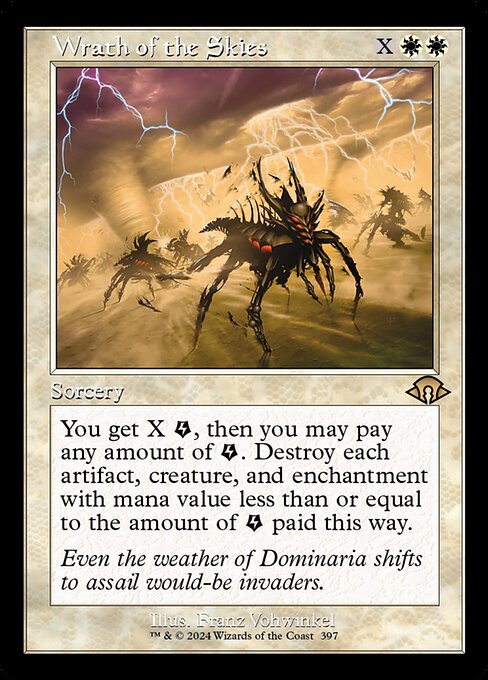 Wrath of the Skies X
Sorcery
You get X, then you may pay
any amount of. Destroy each
artifact, creature, and enchantment
with mana value less than or equal
to the amount of paid this way.
Even the weather of Dominaria shifts
to assail would-be invaders.
Illus. Franz Vohwinkel
™ & © 2024 Wizards of the Coast 397